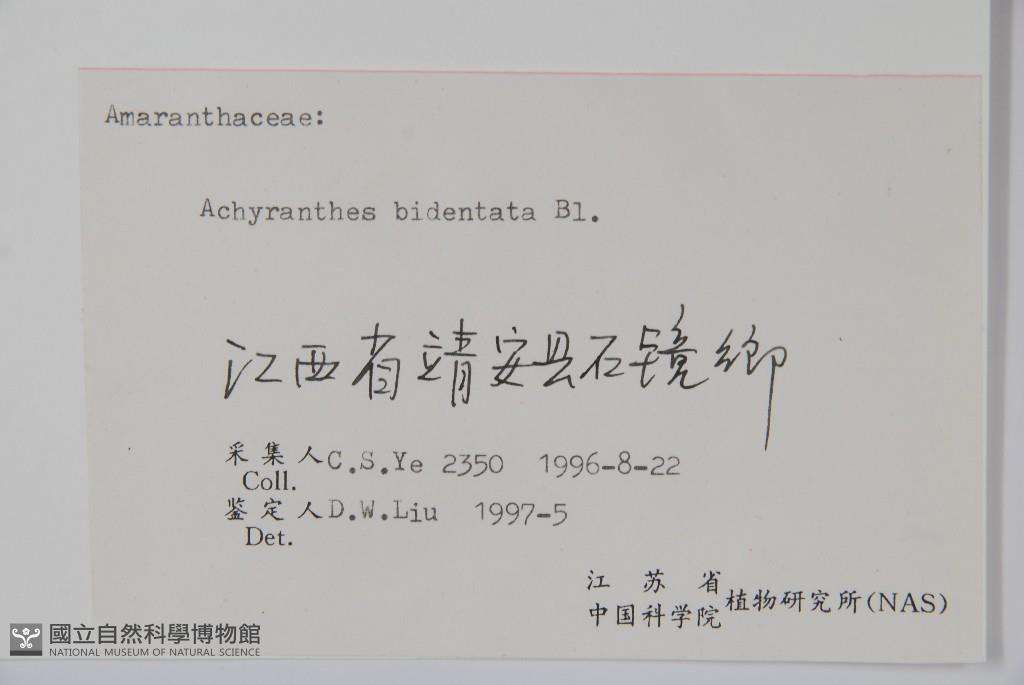 Amaranthaceae:
Achyranthes bidentata Bl.
江西省靖安县石镜鄉
采集人C.S.Ye 2350 1996-8-22
Coll.
鉴定人D.W.Liu 1997-5
Det.
江苏省
中国科学院植物研究所(NAS)
國立自然科學博物館
NATIONAL MUSEUM OF NATURAL SCIENCE